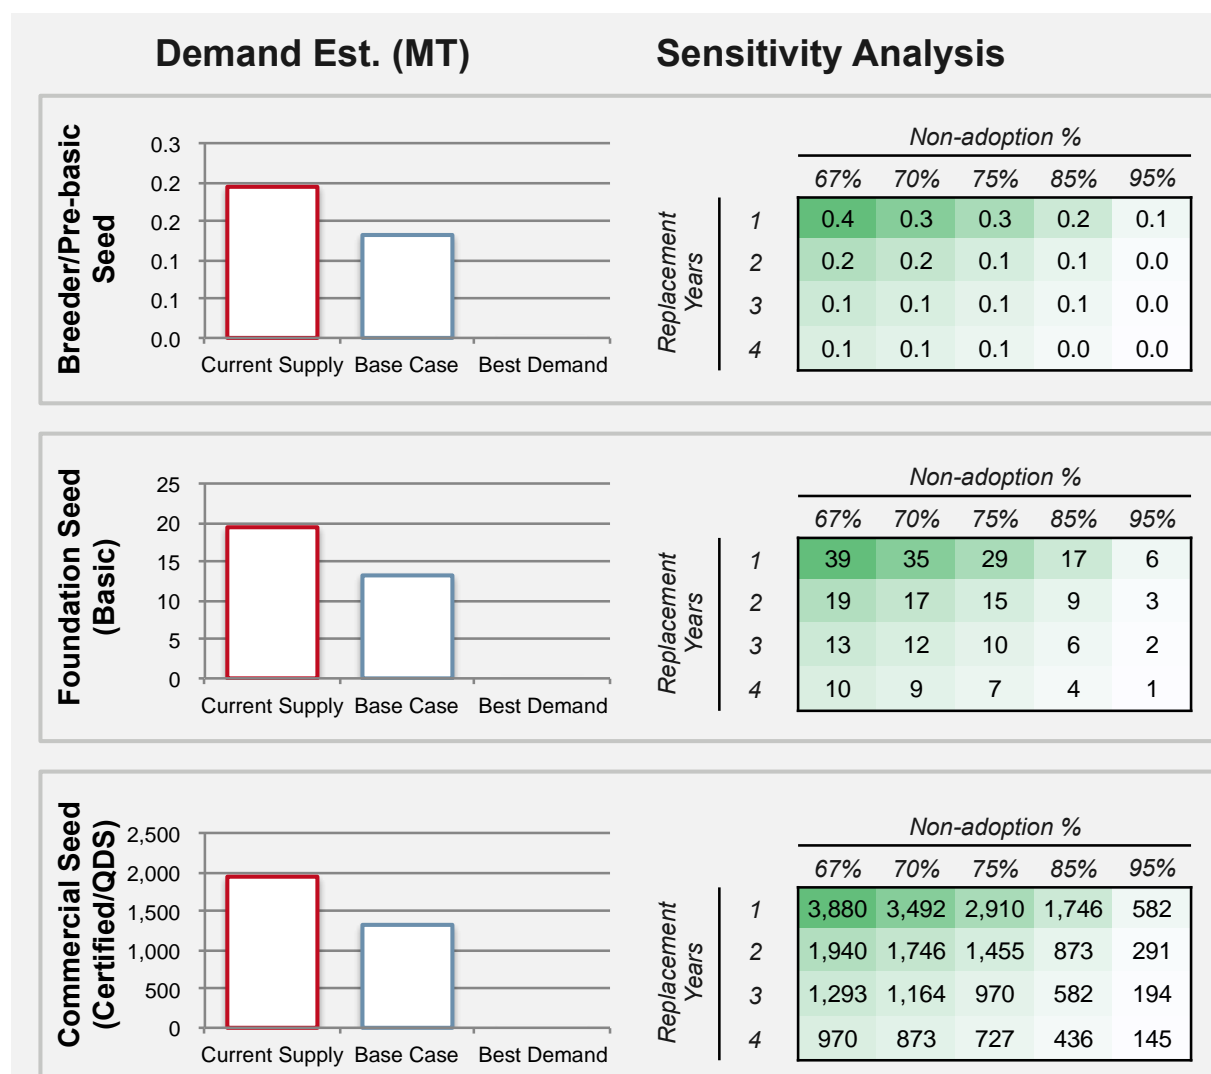 Demand Est. (MT)
Sensitivity Analysis
Breeder/Pre-basic
Seed
0.3
0.2
0.2
0.1
0.1
0.0
Current Supply Base Case Best Demand
Non-adoption %
67% 70% 75% 85% 95%
Replacement
Years
1 0.4 0.3 0.3 0.2 0.1
2 0.2 0.2 0.1 0.1 0.0
3 0.1 0.1 0.1 0.1 0.0
4 0.1 0.1 0.1 0.0 0.0
Foundation Seed
(Basic)
25
20
15
10
5
0
Current Supply Base Case Best Demand
Non-adoption %
67% 70% 75% 85% 95%
Replacement
Years
1 39 35 29 17 6
2 19 17 15 9 3
3 13 12 10 6 2
4 10 9 7 4 1
Commercial Seed
(Certified/QDS)
2,500
2,000
1,500
1,000
500
0
Current Supply Base Case Best Demand
Non-adoption %
67% 70% 75% 85% 95%
Replacement
Years
1 3,880 3,492 2,910 1,746 582
2 1,940 1,746 1,455 873 291
3 1,293 1,164 970 582 194
4 970 873 727 436 145